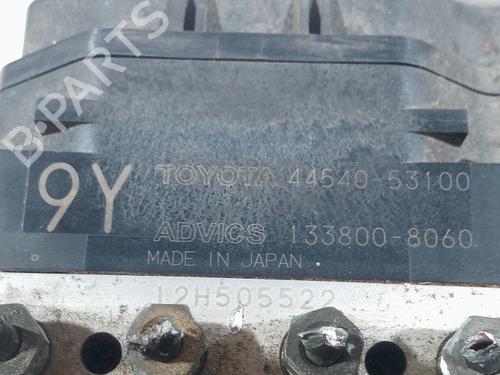 B-PARTS
9Y TOYOTA 44540-53100
ADVICS 133800-8060
MADE IN JAPAN
12H505522